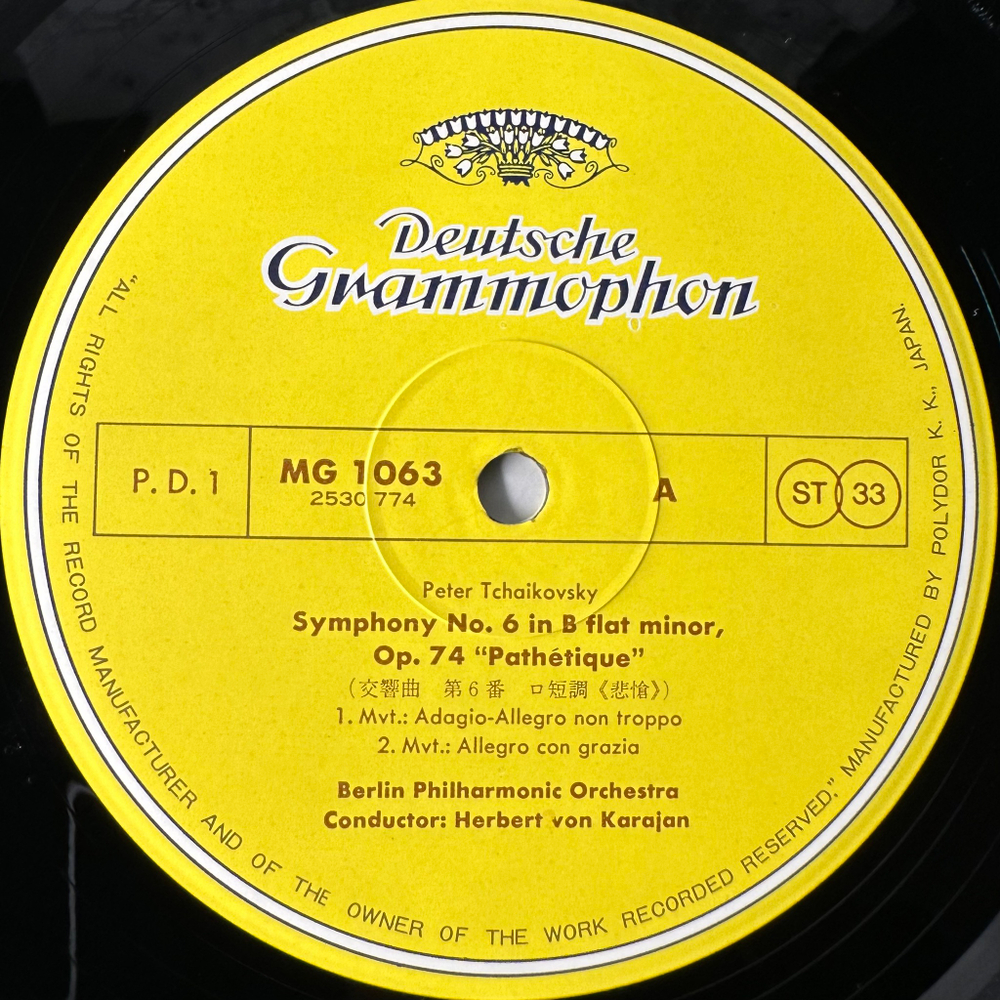 Deutsche
Grammophon
P. D. 1
MG 1063
2530 774
A
ST 33
Peter Tchaikovsky
Symphony No. 6 in B flat minor,
Op. 74 “Pathétique”
(交響曲 第6番 ロ短調《悲愴》)
1. Mvt.: Adagio-Allegro non troppo
2. Mvt.: Allegro con grazia
Berlin Philharmonic Orchestra
Conductor: Herbert von Karajan
“ALL RIGHTS OF THE RECORD MANUFACTURER AND OF THE OWNER OF THE WORK RECORDED RESERVED.” MANUFACTURED BY POLYDOR K. K., JAPAN.